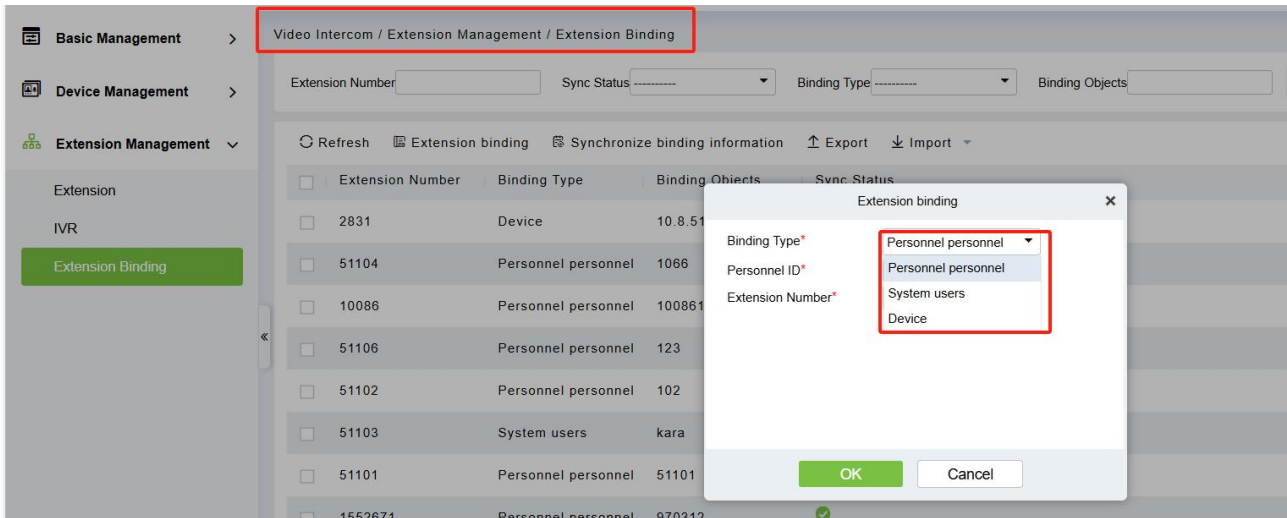 Basic Management
Device Management
Extension Management
Extension
IVR
Extension Binding
Video Intercom / Extension Management / Extension Binding
Extension Number Sync Status ---------- Binding Type ---------- Binding Objects
Refresh Extension binding Synchronize binding information Export Import
Extension Number Binding Type Binding Objects Sync Status
2831 Device 10.8.51
51104 Personnel personnel 1066
10086 Personnel personnel 100861
51106 Personnel personnel 123
51102 Personnel personnel 102
51103 System users kara
51101 Personnel personnel 51101
1552671 Personnel personnel 970312
Extension binding
Binding Type* Personnel personnel
Personnel ID* Personnel personnel
Extension Number* System users
Device
OK Cancel